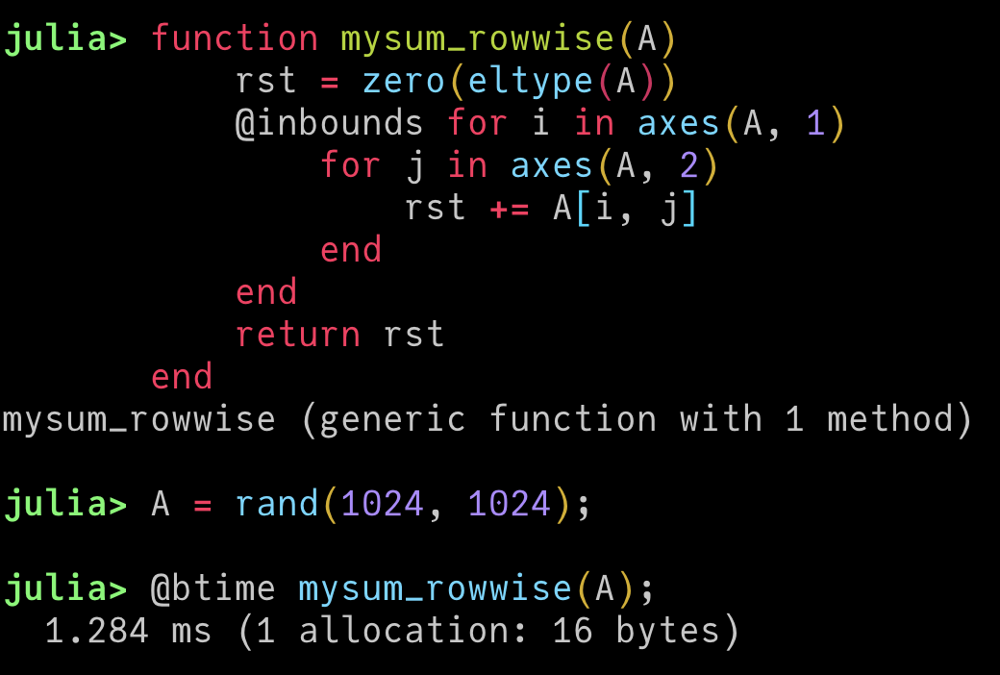 julia> function mysum_rowwise(A)
           rst = zero(eltype(A))
           @inbounds for i in axes(A, 1)
               for j in axes(A, 2)
                   rst += A[i, j]
               end
           end
           return rst
       end
mysum_rowwise (generic function with 1 method)

julia> A = rand(1024, 1024);

julia> @btime mysum_rowwise(A);
  1.284 ms (1 allocation: 16 bytes)